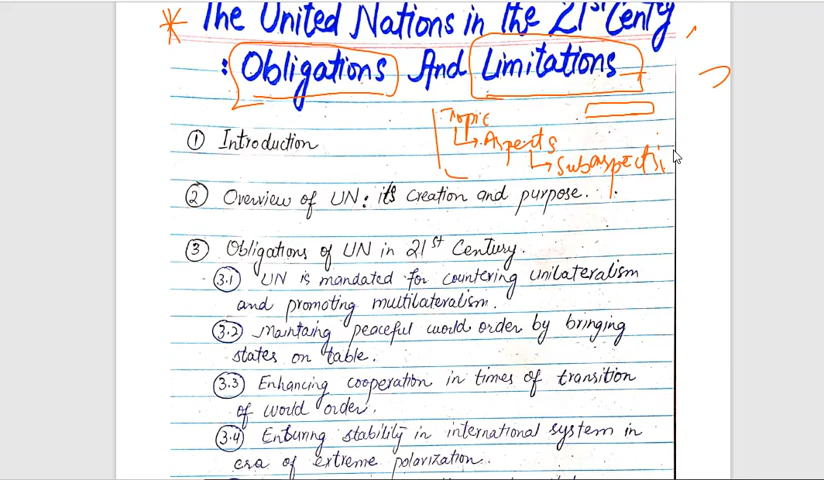 * The United Nations in the 21st Centry
: Obligations And Limitations
Topic
↳ Aspects
↳ Subaspects
① Introduction
② Overview of UN: its creation and purpose.
③ Obligations of UN in 21st Century.
3.1 UN is mandated for countering unilateralism
and promoting multilateralism.
3.2 Maintaing peaceful world order by bringing
states on table.
3.3 Enhancing cooperation in times of transition
of world order.
3.4 Enburing stability in international system in
era of extreme polarization.